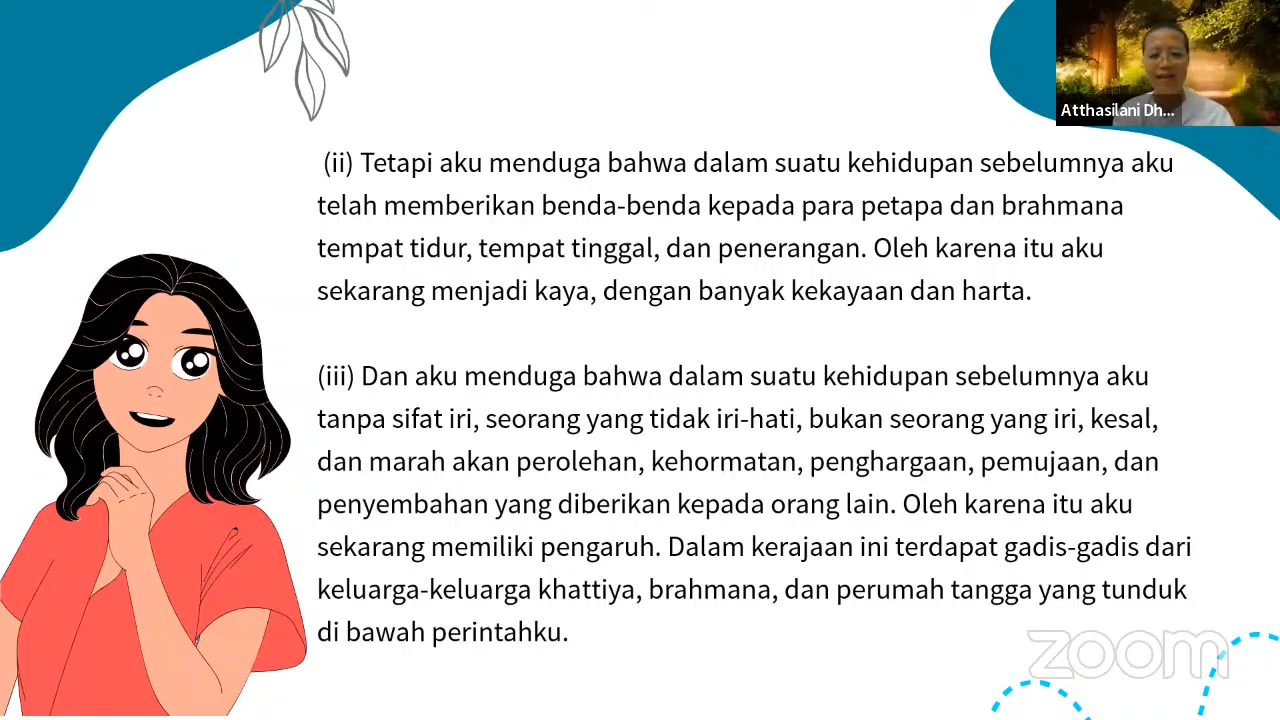 Atthasilani Dh...
(ii) Tetapi aku menduga bahwa dalam suatu kehidupan sebelumnya aku
telah memberikan benda-benda kepada para petapa dan brahmana
tempat tidur, tempat tinggal, dan penerangan. Oleh karena itu aku
sekarang menjadi kaya, dengan banyak kekayaan dan harta.
(iii) Dan aku menduga bahwa dalam suatu kehidupan sebelumnya aku
tanpa sifat iri, seorang yang tidak iri-hati, bukan seorang yang iri, kesal,
dan marah akan perolehan, kehormatan, penghargaan, pemujaan, dan
penyembahan yang diberikan kepada orang lain. Oleh karena itu aku
sekarang memiliki pengaruh. Dalam kerajaan ini terdapat gadis-gadis dari
keluarga-keluarga khattiya, brahmana, dan perumah tangga yang tunduk
di bawah perintahku.
zoom